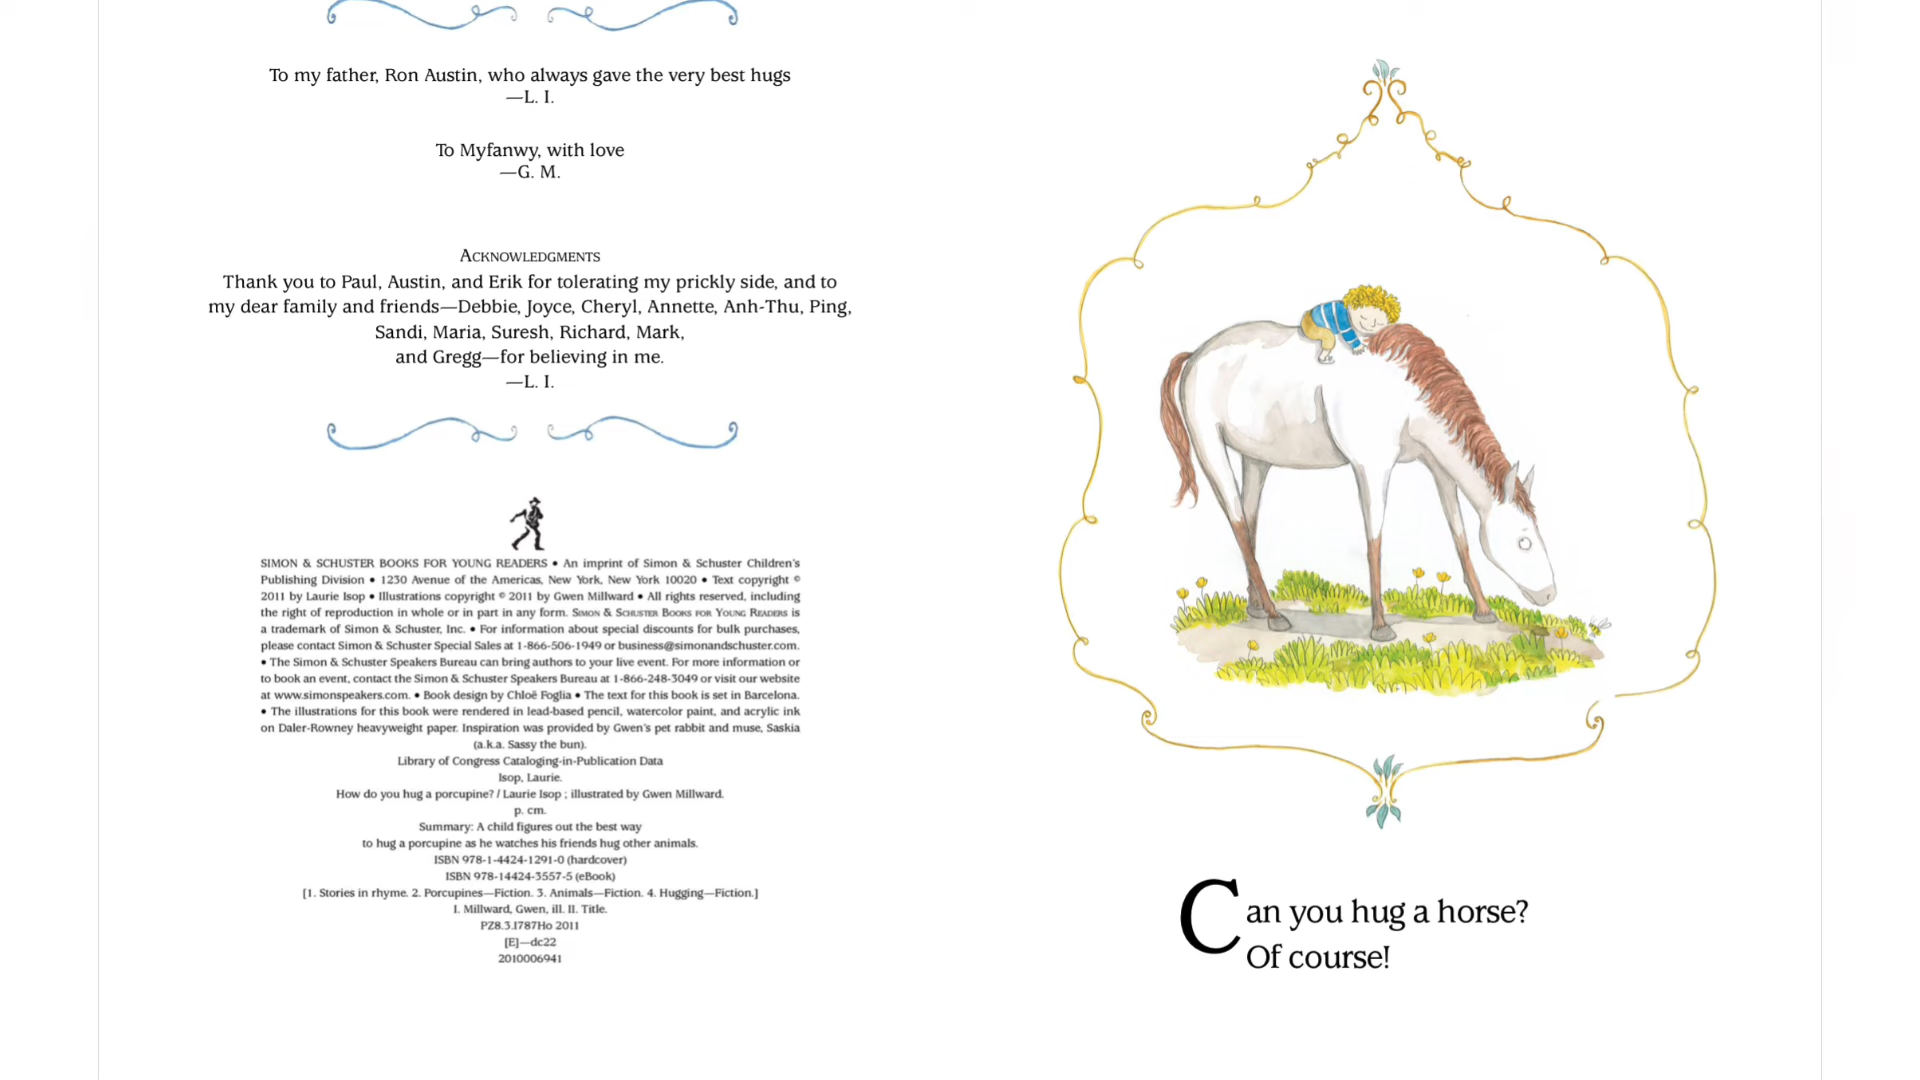 To my father, Ron Austin, who always gave the very best hugs
—L. I.
To Myfanwy, with love
—G. M.
ACKNOWLEDGMENTS
Thank you to Paul, Austin, and Erik for tolerating my prickly side, and to
my dear family and friends—Debbie, Joyce, Cheryl, Annette, Anh-Thu, Ping,
Sandi, Maria, Suresh, Richard, Mark,
and Gregg—for believing in me.
—L. I.
SIMON & SCHUSTER BOOKS FOR YOUNG READERS • An imprint of Simon & Schuster Children's
Publishing Division • 1230 Avenue of the Americas, New York, New York 10020 • Text copyright ©
2011 by Laurie Isop • Illustrations copyright © 2011 by Gwen Millward • All rights reserved, including
the right of reproduction in whole or in part in any form. SIMON & SCHUSTER BOOKS FOR YOUNG READERS is
a trademark of Simon & Schuster, Inc. • For information about special discounts for bulk purchases,
please contact Simon & Schuster Special Sales at 1-866-506-1949 or business@simonandschuster.com.
• The Simon & Schuster Speakers Bureau can bring authors to your live event. For more information or
to book an event, contact the Simon & Schuster Speakers Bureau at 1-866-248-3049 or visit our website
at www.simonspeakers.com. • Book design by Chloë Foglia • The text for this book is set in Barcelona.
• The illustrations for this book were rendered in lead-based pencil, watercolor paint, and acrylic ink
on Daler-Rowney heavyweight paper. Inspiration was provided by Gwen's pet rabbit and muse, Saskia
(a.k.a. Sassy the bun).
Library of Congress Cataloging-in-Publication Data
Isop, Laurie.
How do you hug a porcupine? / Laurie Isop ; illustrated by Gwen Millward.
p. cm.
Summary: A child figures out the best way
to hug a porcupine as he watches his friends hug other animals.
ISBN 978-1-4424-1291-0 (hardcover)
ISBN 978-14424-3557-5 (eBook)
[1. Stories in rhyme. 2. Porcupines—Fiction. 3. Animals—Fiction. 4. Hugging—Fiction.]
I. Millward, Gwen, ill. II. Title.
PZ8.3.I787Ho 2011
[E]—dc22
2010006941
Can you hug a horse?
Of course!